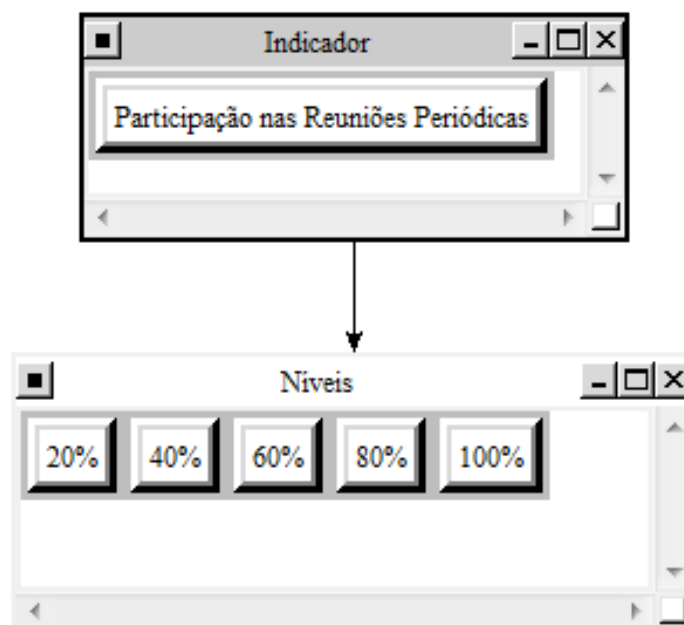 Indicador
Participação nas Reuniões Periódicas
Níveis
20% 40% 60% 80% 100%